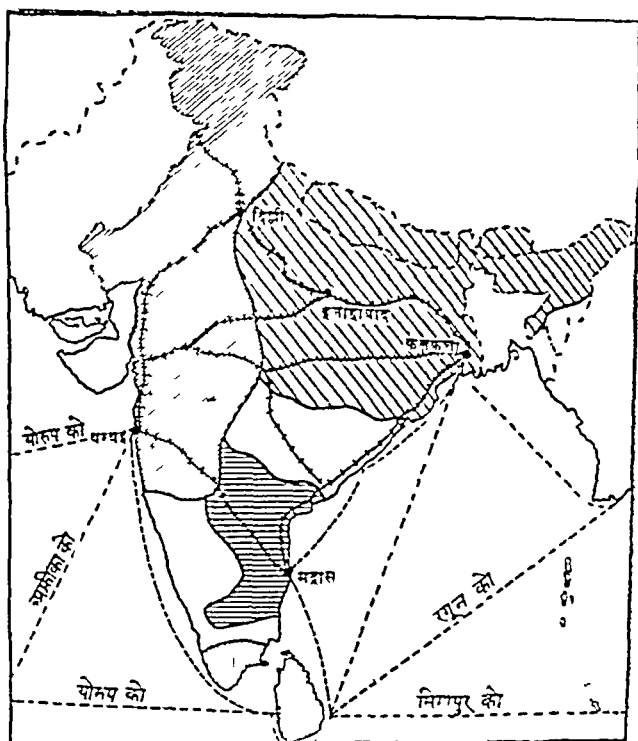 दिल्ली
इलाहाबाद
कलकत्ता
योरुप को
बम्बई
अफ्रीका को
मद्रास
रंगून को
योरुप को
सिंगापुर को